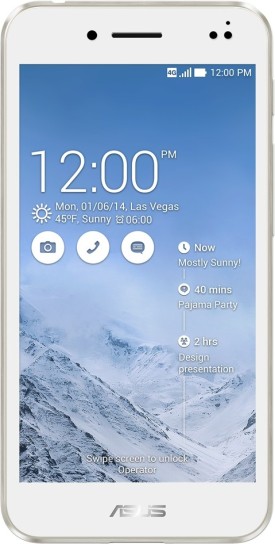 4G 12:00 PM
12:00 PM
Mon, 01/06/14, Las Vegas
45ºF, Sunny 06:00
Now
Mostly Sunny!
40 mins
Pajama Party
2 hrs
Design
presentation
Swipe screen to unlock
Operator
ASUS